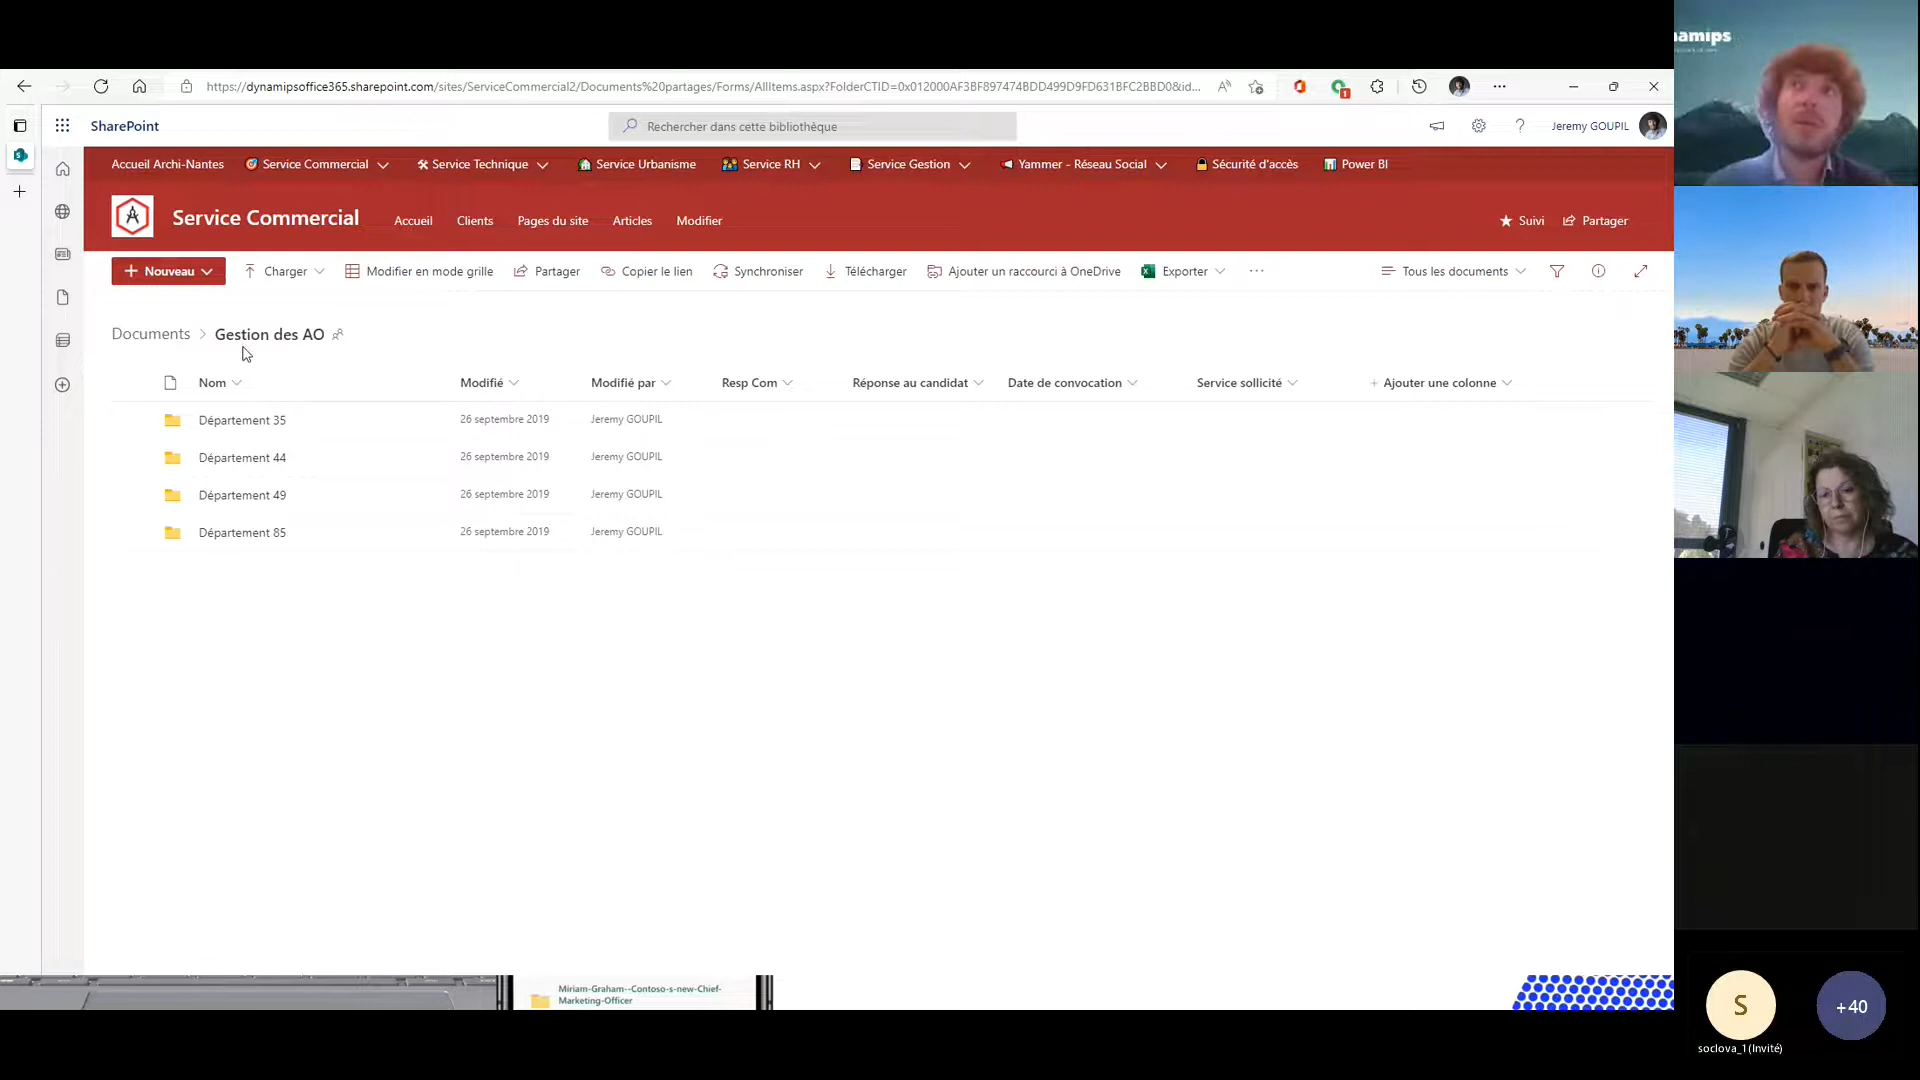 https://dynamipsoffice365.sharepoint.com/sites/ServiceCommercial2/Documents%20partages/Forms/AllItems.aspx?FolderCTID=0x012000AF3BF897474BDD499D9FD631BFC2BBD08&id...
SharePoint
Rechercher dans cette bibliothèque
Jeremy GOUPIL
Accueil Archi-Nantes Service Commercial Service Technique Service Urbanisme Service RH Service Gestion Yammer - Réseau Social Sécurité d'accès Power BI
Service Commercial Accueil Clients Pages du site Articles Modifier Suivi Partager
Nouveau Charger Modifier en mode grille Partager Copier le lien Synchroniser Télécharger Ajouter un raccourci à OneDrive Exporter ... Tous les documents
Documents > Gestion des AO
Nom Modifié Modifié par Resp Com Réponse au candidat Date de convocation Service sollicité + Ajouter une colonne
Département 35 26 septembre 2019 Jeremy GOUPIL
Département 44 26 septembre 2019 Jeremy GOUPIL
Département 49 26 septembre 2019 Jeremy GOUPIL
Département 85 26 septembre 2019 Jeremy GOUPIL
Miriam-Graham--Contoso-s-new-Chief-
Marketing-Officer
amips
S
+40
soclova_1(Invité)